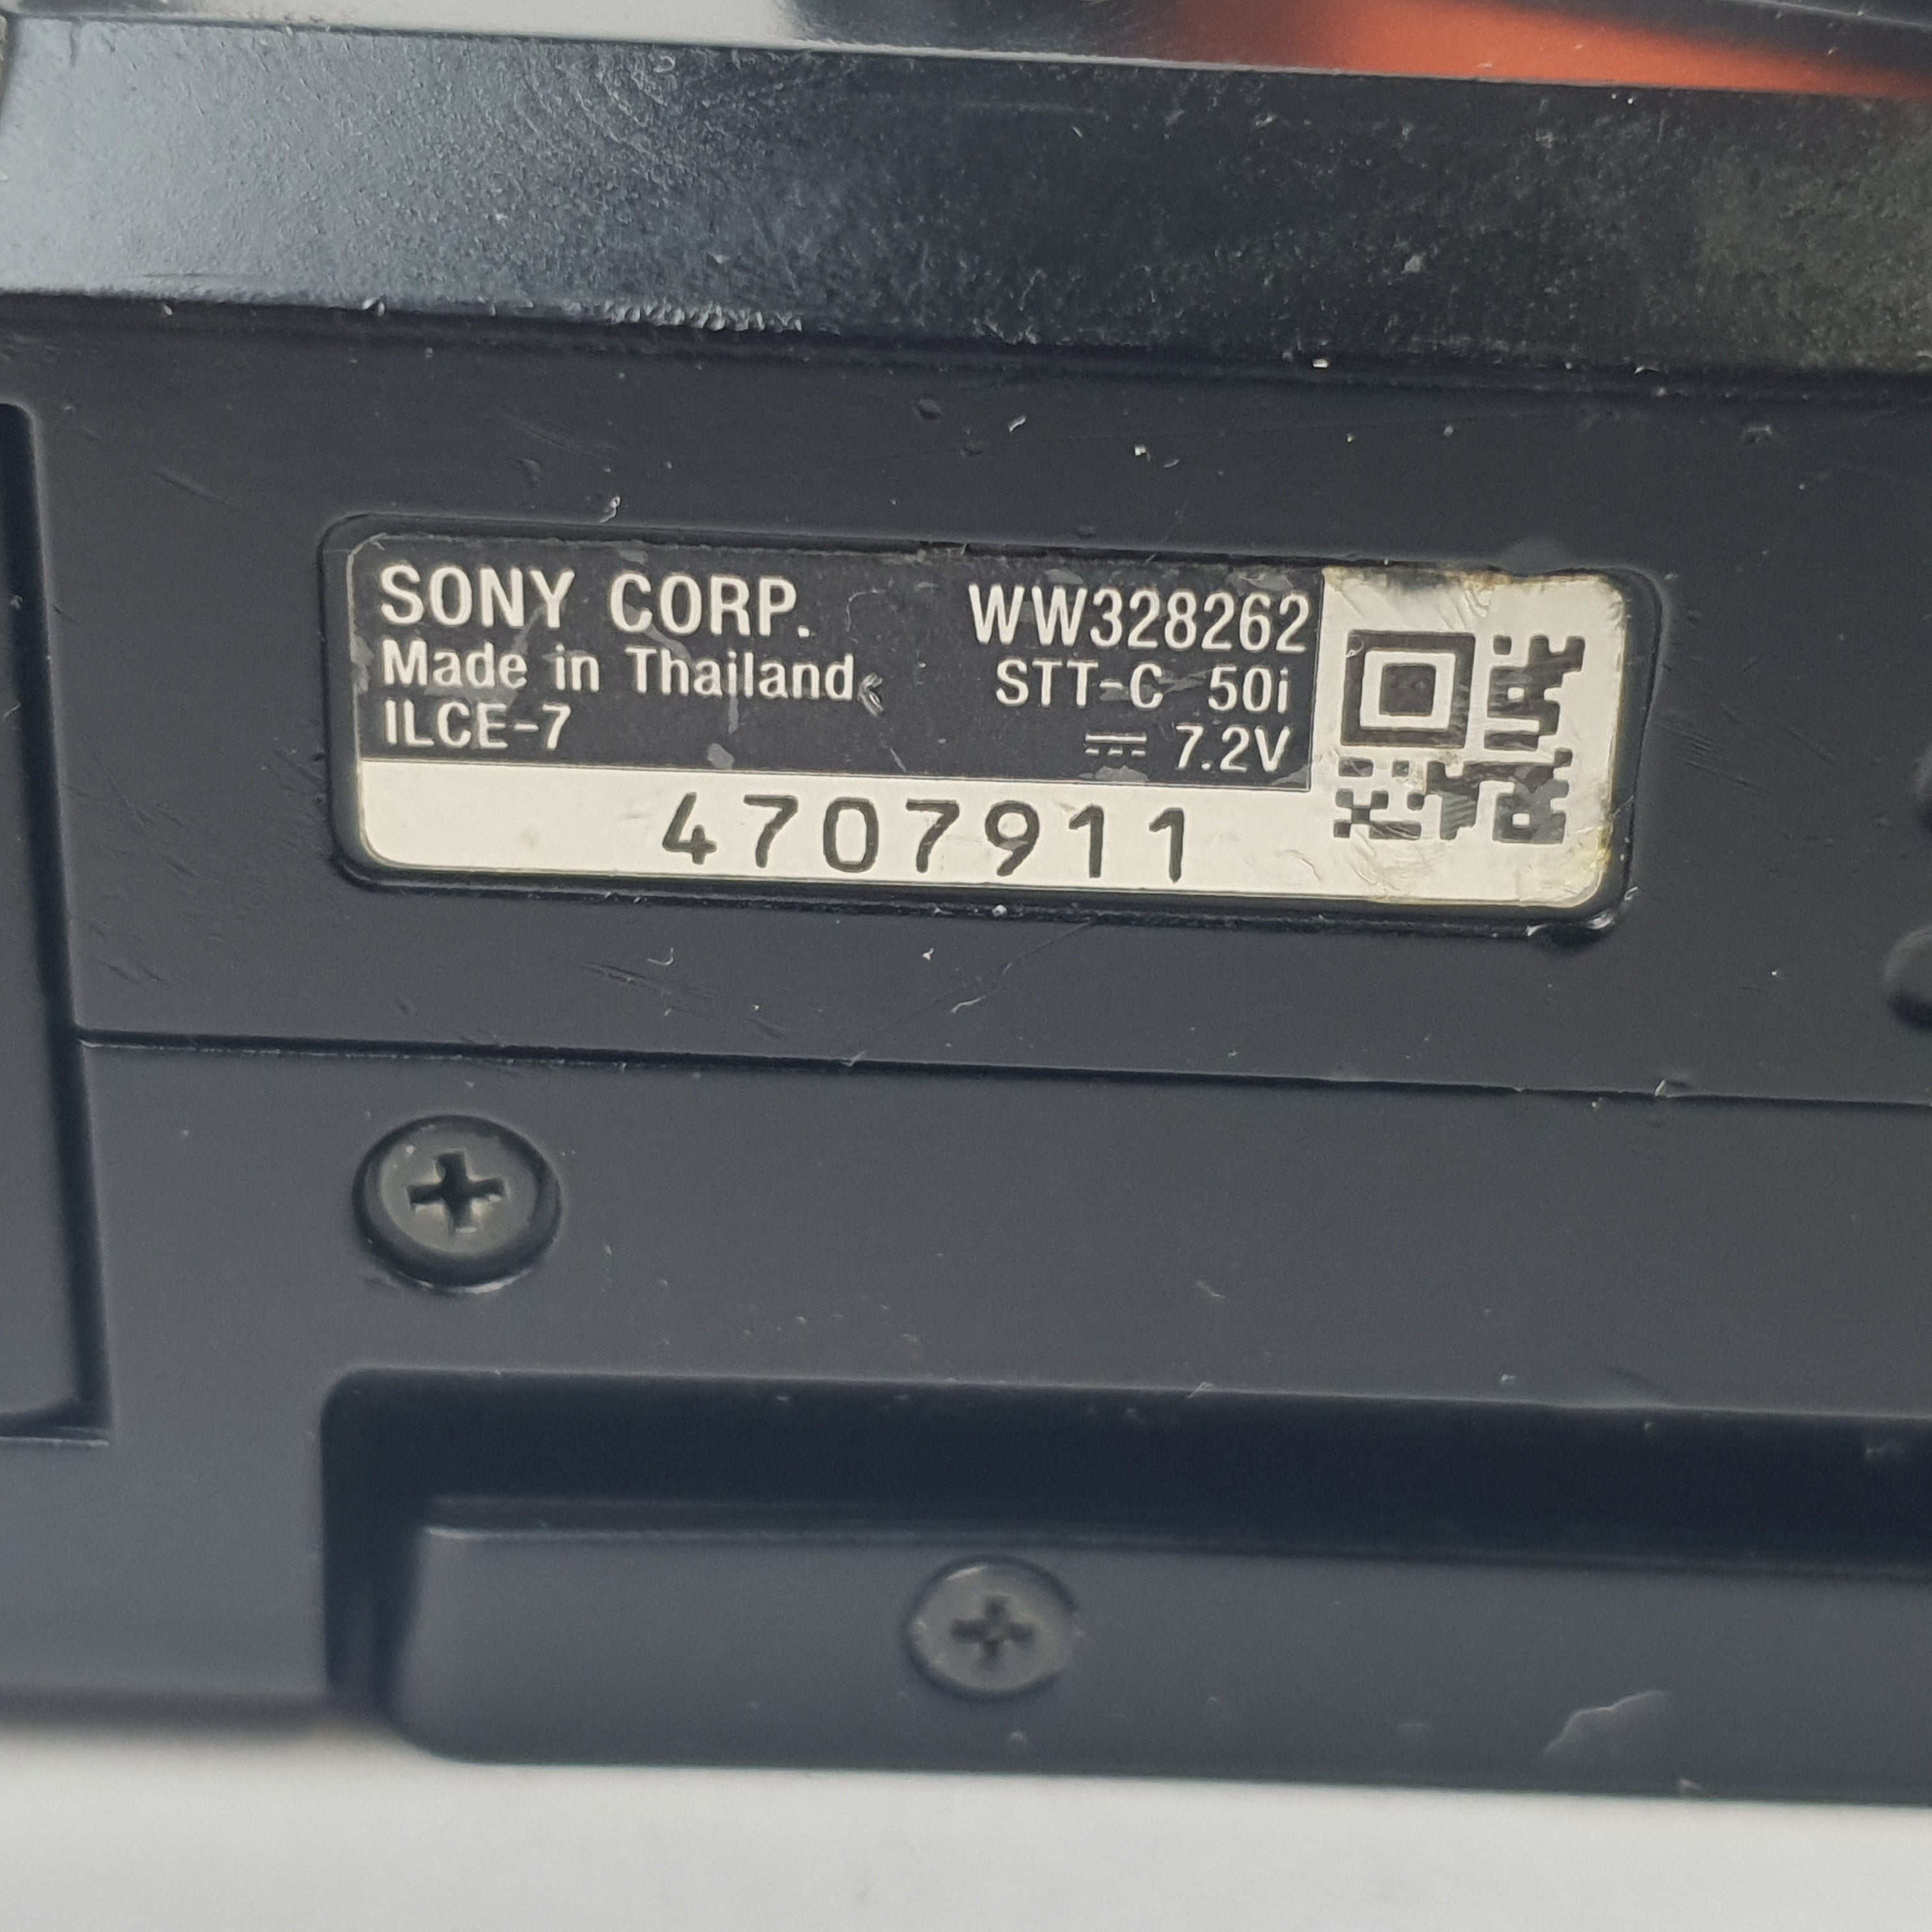 SONY CORP. WW328262
Made in Thailand STT-C 50i
ILCE-7 ⎓ 7.2V
4707911